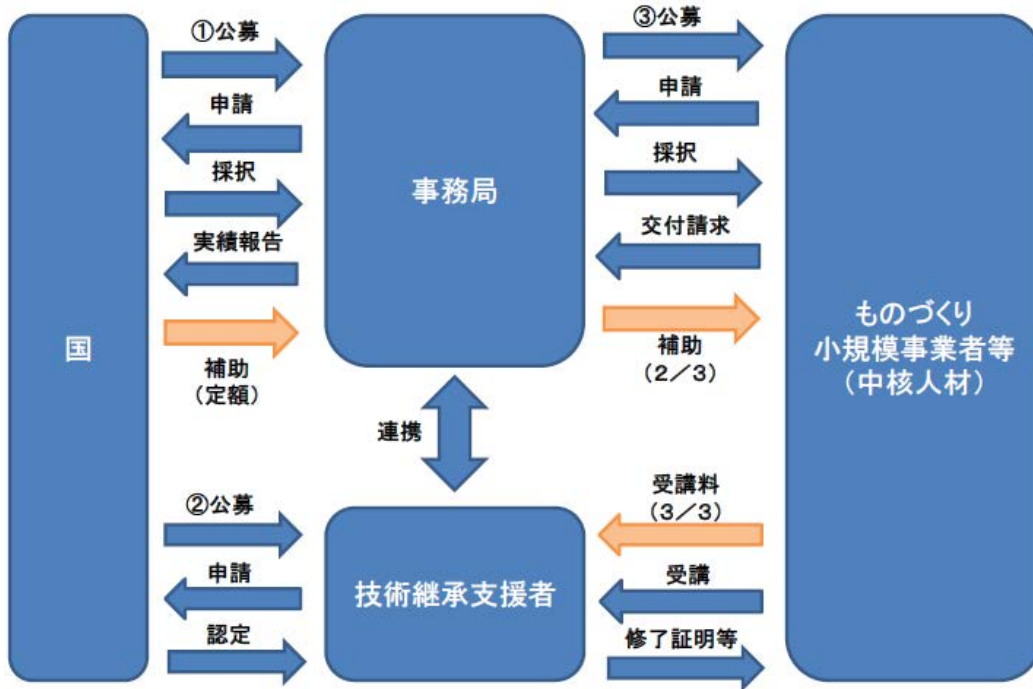 国
①公募
申請
採択
実績報告
補助
(定額)
事務局
③公募
申請
採択
交付請求
補助
(2/3)
ものづくり
小規模事業者等
(中核人材)
連携
②公募
申請
認定
技術継承支援者
受講料
(3/3)
受講
修了証明等